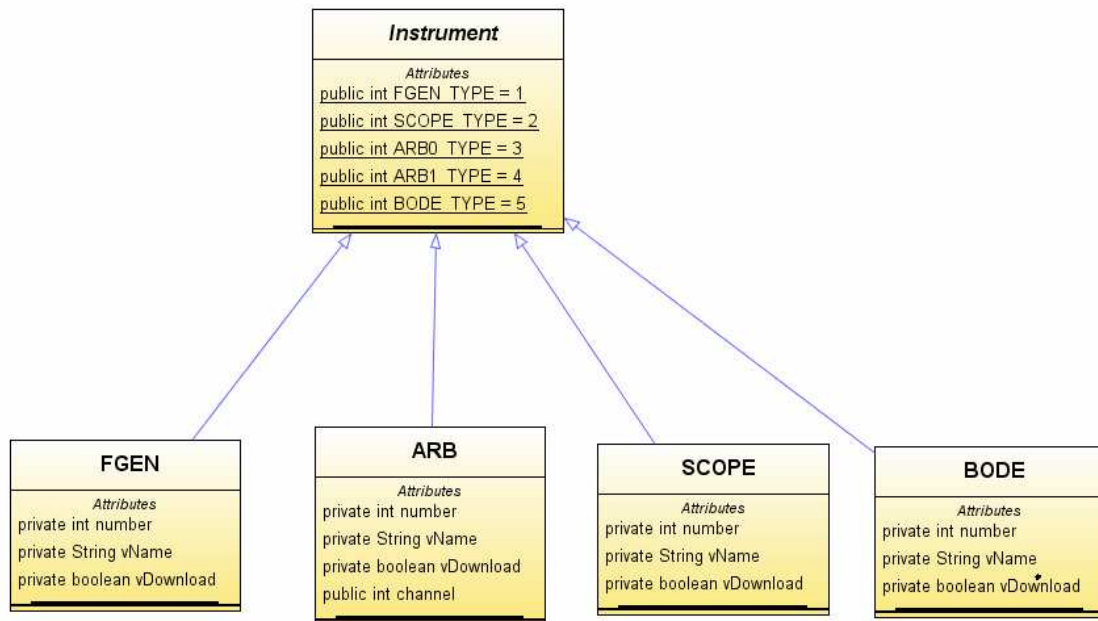 Instrument
Attributes
public int FGEN_TYPE = 1
public int SCOPE_TYPE = 2
public int ARB0_TYPE = 3
public int ARB1_TYPE = 4
public int BODE_TYPE = 5
FGEN
Attributes
private int number
private String vName
private boolean vDownload
ARB
Attributes
private int number
private String vName
private boolean vDownload
public int channel
SCOPE
Attributes
private int number
private String vName
private boolean vDownload
BODE
Attributes
private int number
private String vName
private boolean vDownload